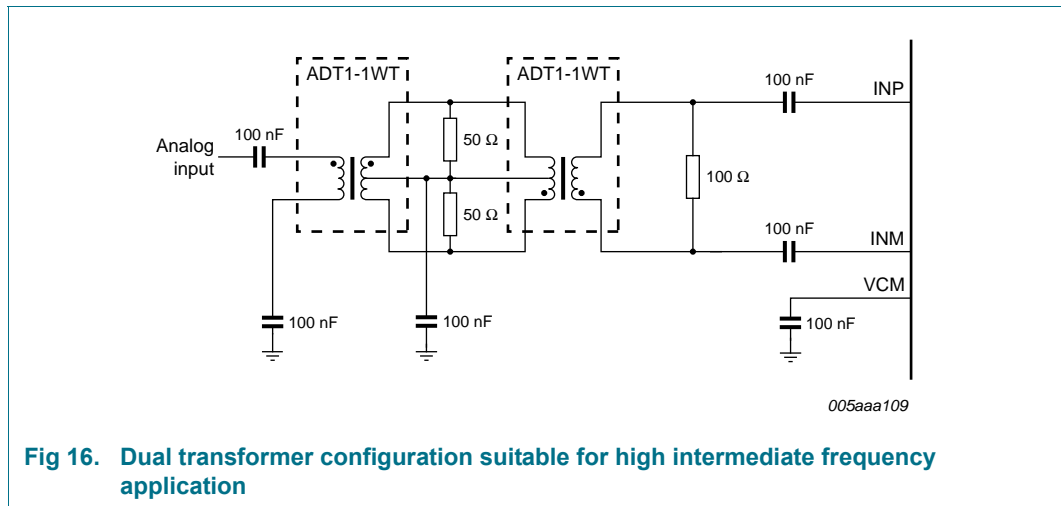 ADT1-1WT
ADT1-1WT
100 nF
INP
100 nF
Analog
input
50 Ω
50 Ω
100 Ω
100 nF
INM
VCM
100 nF
100 nF
100 nF
005aaa109
Fig 16. Dual transformer configuration suitable for high intermediate frequency
application